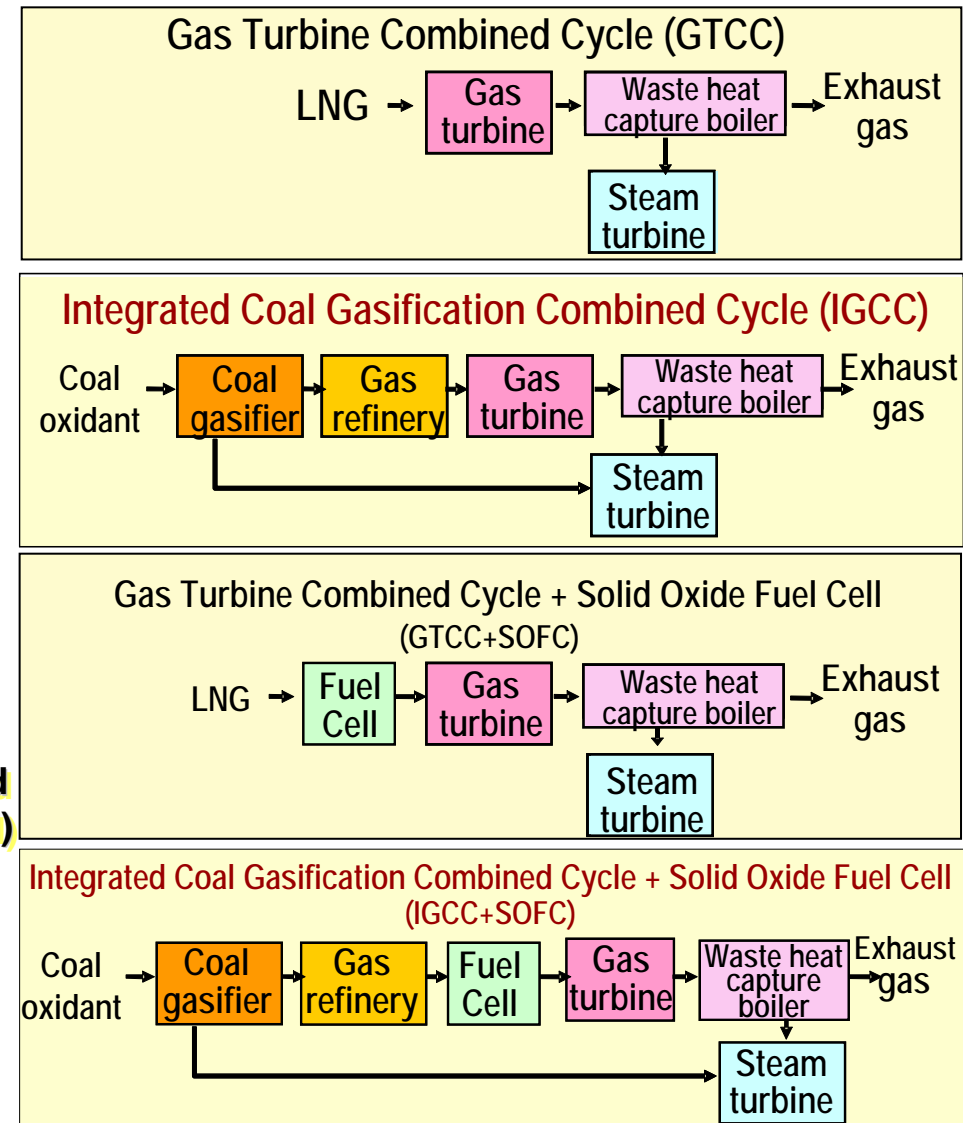 Gas Turbine Combined Cycle (GTCC)
LNG
Gas
turbine
Waste heat
capture boiler
Exhaust
gas
Steam
turbine
Integrated Coal Gasification Combined Cycle (IGCC)
Coal
oxidant
Coal
gasifier
Gas
refinery
Gas
turbine
Waste heat
capture boiler
Exhaust
gas
Steam
turbine
Gas Turbine Combined Cycle + Solid Oxide Fuel Cell
(GTCC+SOFC)
LNG
Fuel
Cell
Gas
turbine
Waste heat
capture boiler
Exhaust
gas
Steam
turbine
Integrated Coal Gasification Combined Cycle + Solid Oxide Fuel Cell
(IGCC+SOFC)
Coal
oxidant
Coal
gasifier
Gas
refinery
Fuel
Cell
Gas
turbine
Waste heat
capture
boiler
Exhaust
gas
Steam
turbine